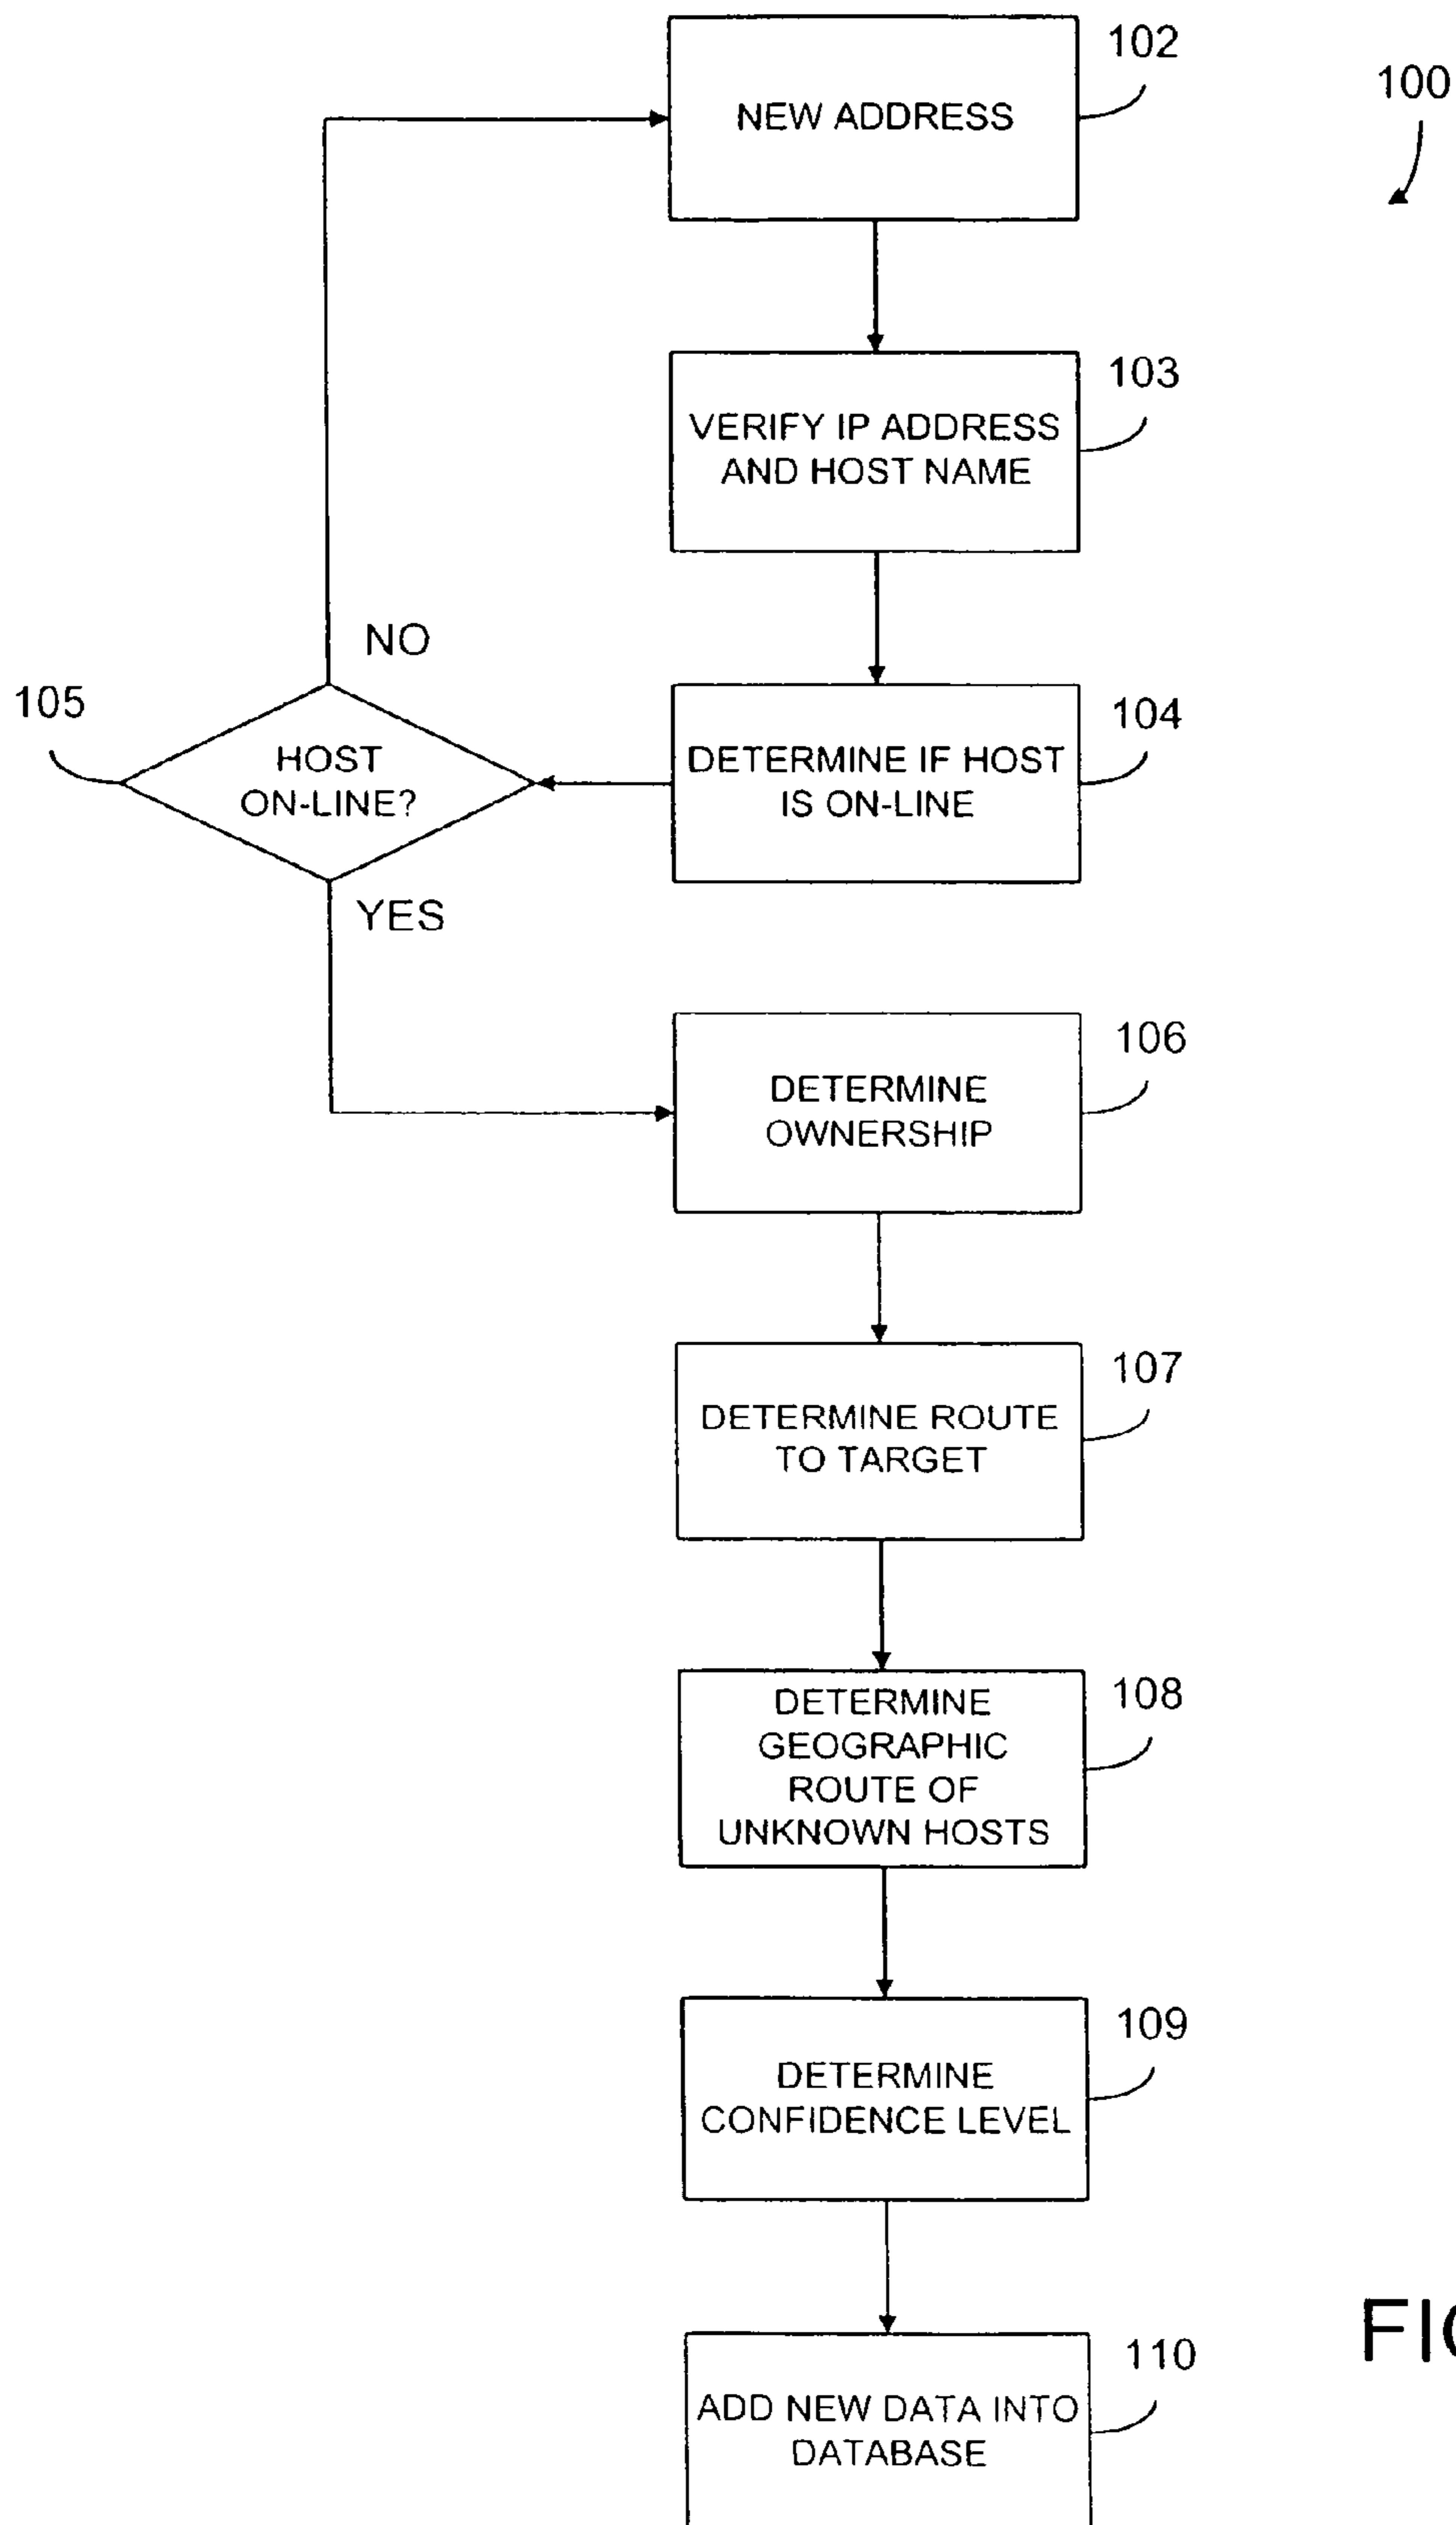 102
NEW ADDRESS
100
103
VERIFY IP ADDRESS
AND HOST NAME
NO
105
HOST
ON-LINE?
104
DETERMINE IF HOST
IS ON-LINE
YES
106
DETERMINE
OWNERSHIP
107
DETERMINE ROUTE
TO TARGET
108
DETERMINE
GEOGRAPHIC
ROUTE OF
UNKNOWN HOSTS
109
DETERMINE
CONFIDENCE LEVEL
110
ADD NEW DATA INTO
DATABASE